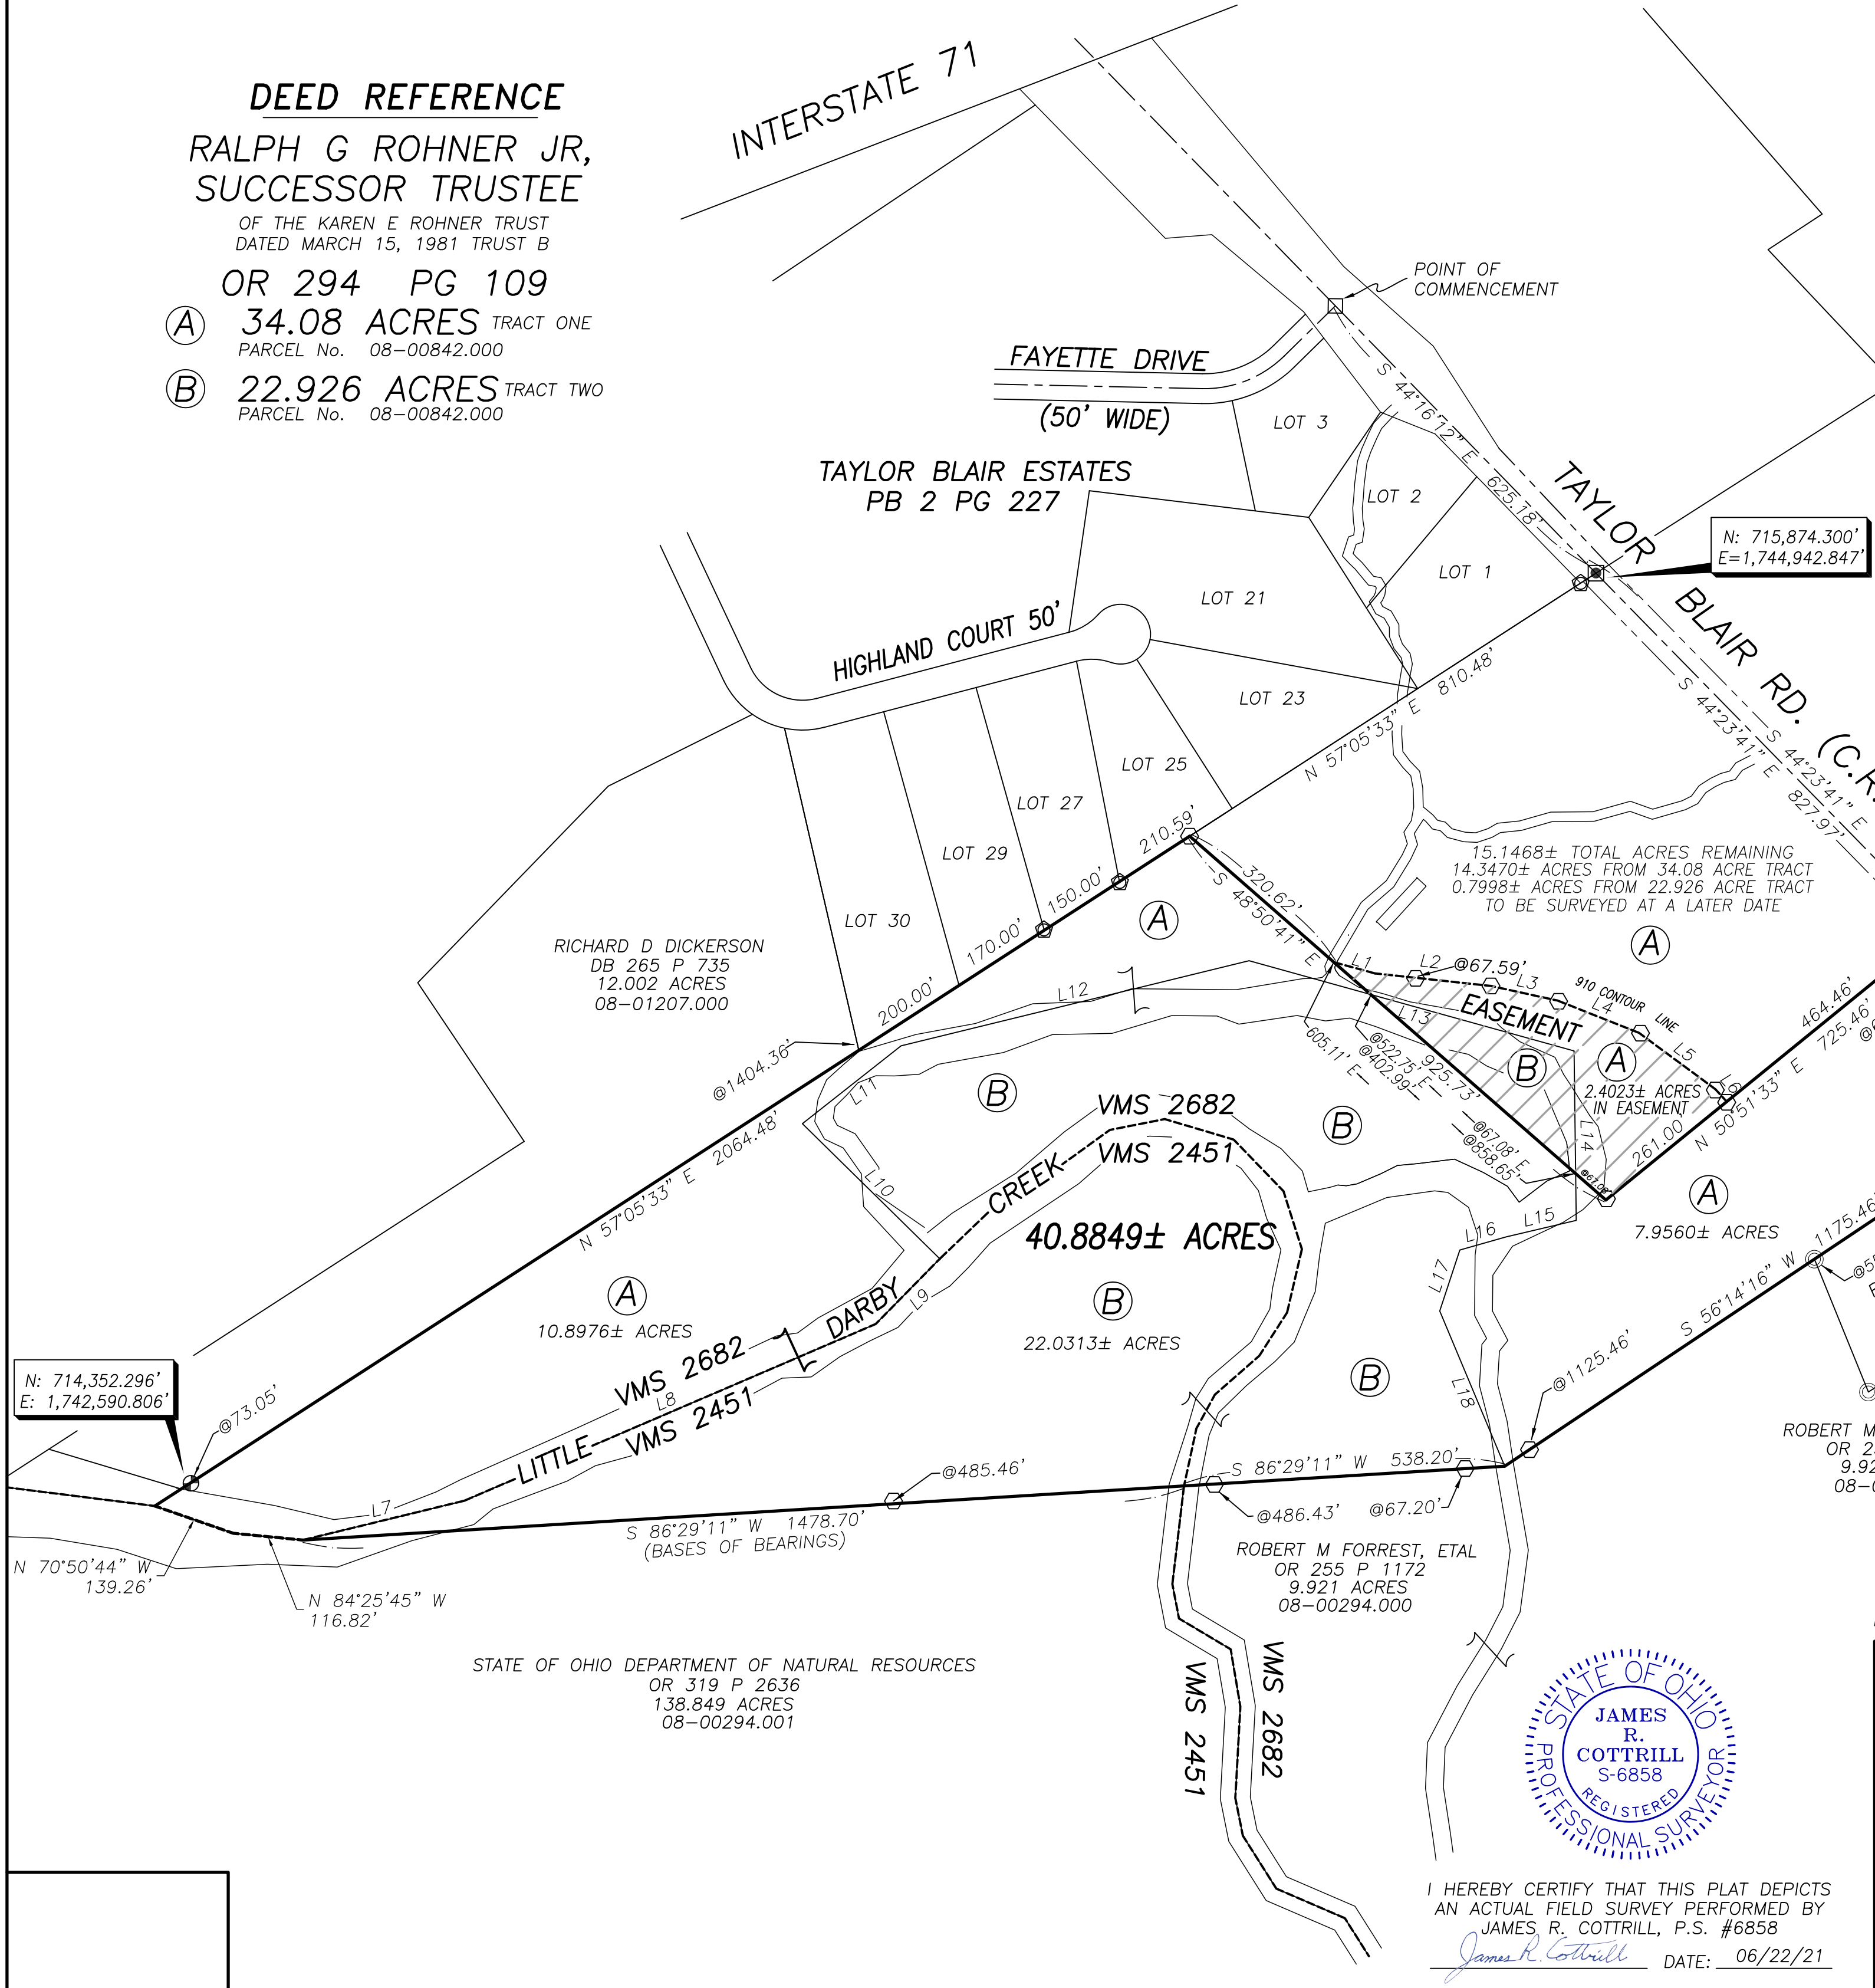 DEED REFERENCE
RALPH G ROHNER JR,
SUCCESSOR TRUSTEE
OF THE KAREN E ROHNER TRUST
DATED MARCH 15, 1981 TRUST B
OR 294 PG 109
A 34.08 ACRES TRACT ONE
PARCEL No. 08-00842.000
B 22.926 ACRES TRACT TWO
PARCEL No. 08-00842.000
INTERSTATE 71
POINT OF
COMMENCEMENT
FAYETTE DRIVE
(50' WIDE)
LOT 3
S 44°16'12" E
625.18'
TAYLOR BLAIR ESTATES
PB 2 PG 227
LOT 2
TAYLOR BLAIR RD. (C.R.
N: 715,874.300'
E=1,744,942.847'
LOT 1
LOT 21
HIGHLAND COURT 50'
LOT 23
N 57°05'33" E 810.48'
S 44°23'41" E
S 44°23'41" E
827.97'
LOT 25
LOT 27
LOT 29
LOT 30
210.59'
150.00'
170.00'
200.00'
320.62'
S 48°50'41" E
15.1468± TOTAL ACRES REMAINING
14.3470± ACRES FROM 34.08 ACRE TRACT
0.7998± ACRES FROM 22.926 ACRE TRACT
TO BE SURVEYED AT A LATER DATE
A
A
RICHARD D DICKERSON
DB 265 P 735
12.002 ACRES
08-01207.000
L1
L2
@67.59'
L3
910 CONTOUR LINE
L4
L5
L6
EASEMENT
L12
L13
464.46'
725.46'
@1404.36'
605.11' E
@522.75' E
@402.99'
925.73'
@67.08' E
@858.65'
@67.08'
B
A
2.4023± ACRES
IN EASEMENT
L14
261.00'
N 50°51'33" E
L11
B
B
VMS 2682
VMS 2451
N 57°05'33" E 2064.48'
L10
CREEK
40.8849± ACRES
L15
L16
L17
A
7.9560± ACRES
1175.46'
S 56°14'16" W
A
10.8976± ACRES
DARBY
L9
B
22.0313± ACRES
VMS 2682
L8
VMS 2451
LITTLE
B
L18
@1125.46'
N: 714,352.296'
E: 1,742,590.806'
@73.05'
L7
@485.46'
S 86°29'11" W 538.20'
@486.43' @67.20'
S 86°29'11" W 1478.70'
(BASES OF BEARINGS)
N 70°50'44" W
139.26'
N 84°25'45" W
116.82'
ROBERT M FORREST, ETAL
OR 255 P 1172
9.921 ACRES
08-00294.000
ROBERT M
OR 2
9.92
08-0
STATE OF OHIO DEPARTMENT OF NATURAL RESOURCES
OR 319 P 2636
138.849 ACRES
08-00294.001
VMS 2451
VMS 2682
STATE OF OHIO
JAMES
R.
COTTRILL
S-6858
REGISTERED
PROFESSIONAL SURVEYOR
I HEREBY CERTIFY THAT THIS PLAT DEPICTS
AN ACTUAL FIELD SURVEY PERFORMED BY
JAMES R. COTTRILL, P.S. #6858
James R. Cottrill DATE: 06/22/21